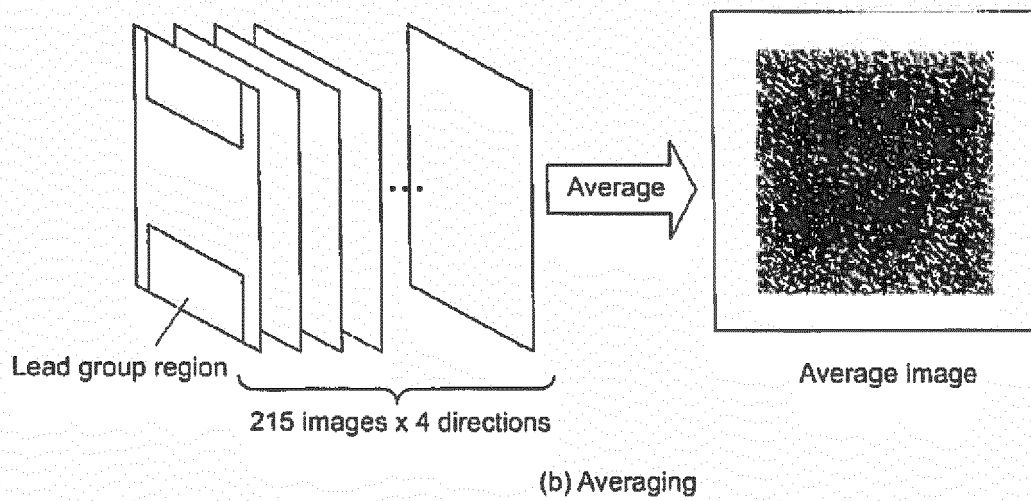 Average
Lead group region
215 images x 4 directions
Average image
(b) Averaging